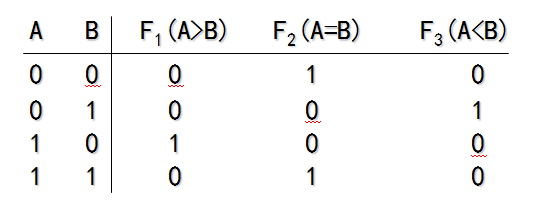 A B F₁(A>B) F₂(A=B) F₃(A<B)
0 0 0 1 0
0 1 0 0 1
1 0 1 0 0
1 1 0 1 0